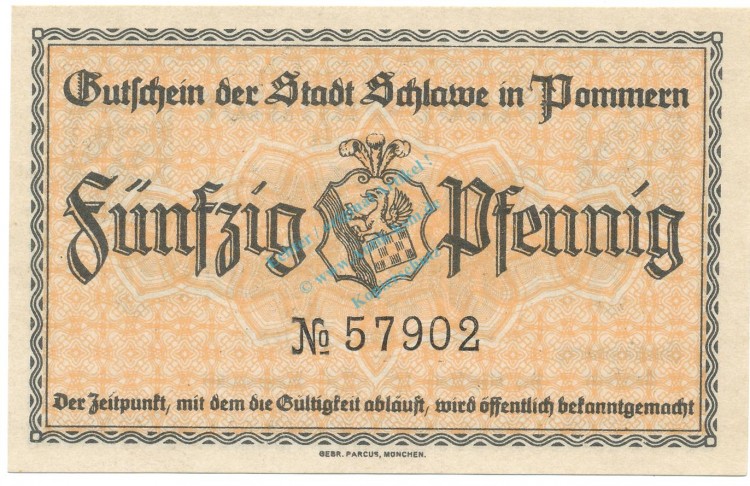 Gutschein der Stadt Schlawe in Pommern
Fünfzig Pfennig
No 57902
Der Zeitpunkt, mit dem die Gültigkeit abläuft, wird öffentlich bekanntgemacht
GEBR. PARCUS, MÜNCHEN.